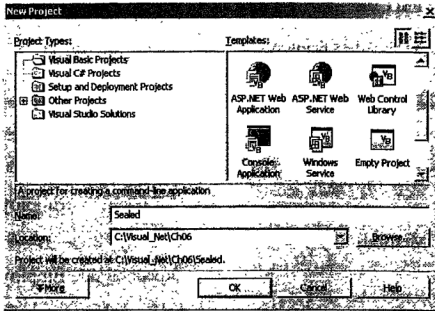 New Project
Project Types:
Templates:
Visual Basic Projects
Visual C# Projects
Setup and Deployment Projects
Other Projects
Visual Studio Solutions
ASP.NET Web Application
ASP.NET Web Service
Web Control Library
Console Application
Windows Service
Empty Project
A project for creating a command-line application
Name:
Sealed
Location:
C:\Visual_Net\Ch06
Browse...
Project will be created at C:\Visual_Net\Ch06\Sealed.
More
OK
Cancel
Help